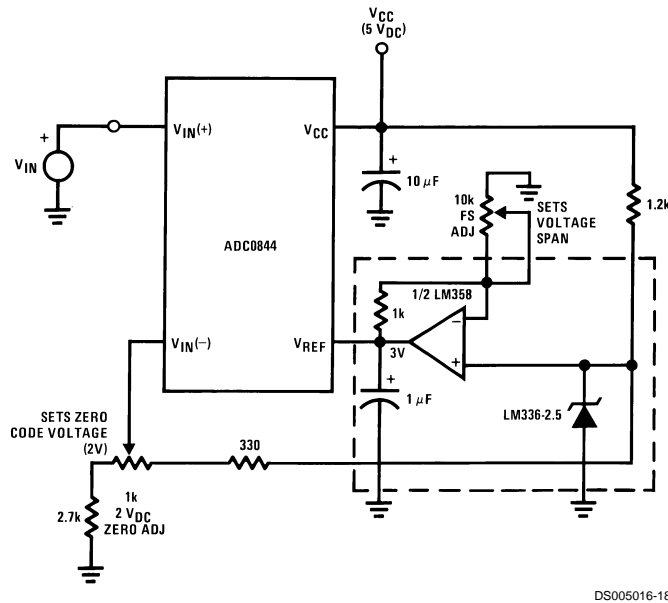 VCC
(5 VDC)
VIN(+)
VCC
+
VIN
+
10 μF
10k
FS
ADJ
SETS
VOLTAGE
SPAN
1.2k
ADC0844
1/2 LM358
1k
−
+
VIN(−)
VREF
3V
+
1 μF
LM336-2.5
SETS ZERO
CODE VOLTAGE
(2V)
330
1k
2 VDC
ZERO ADJ
2.7k